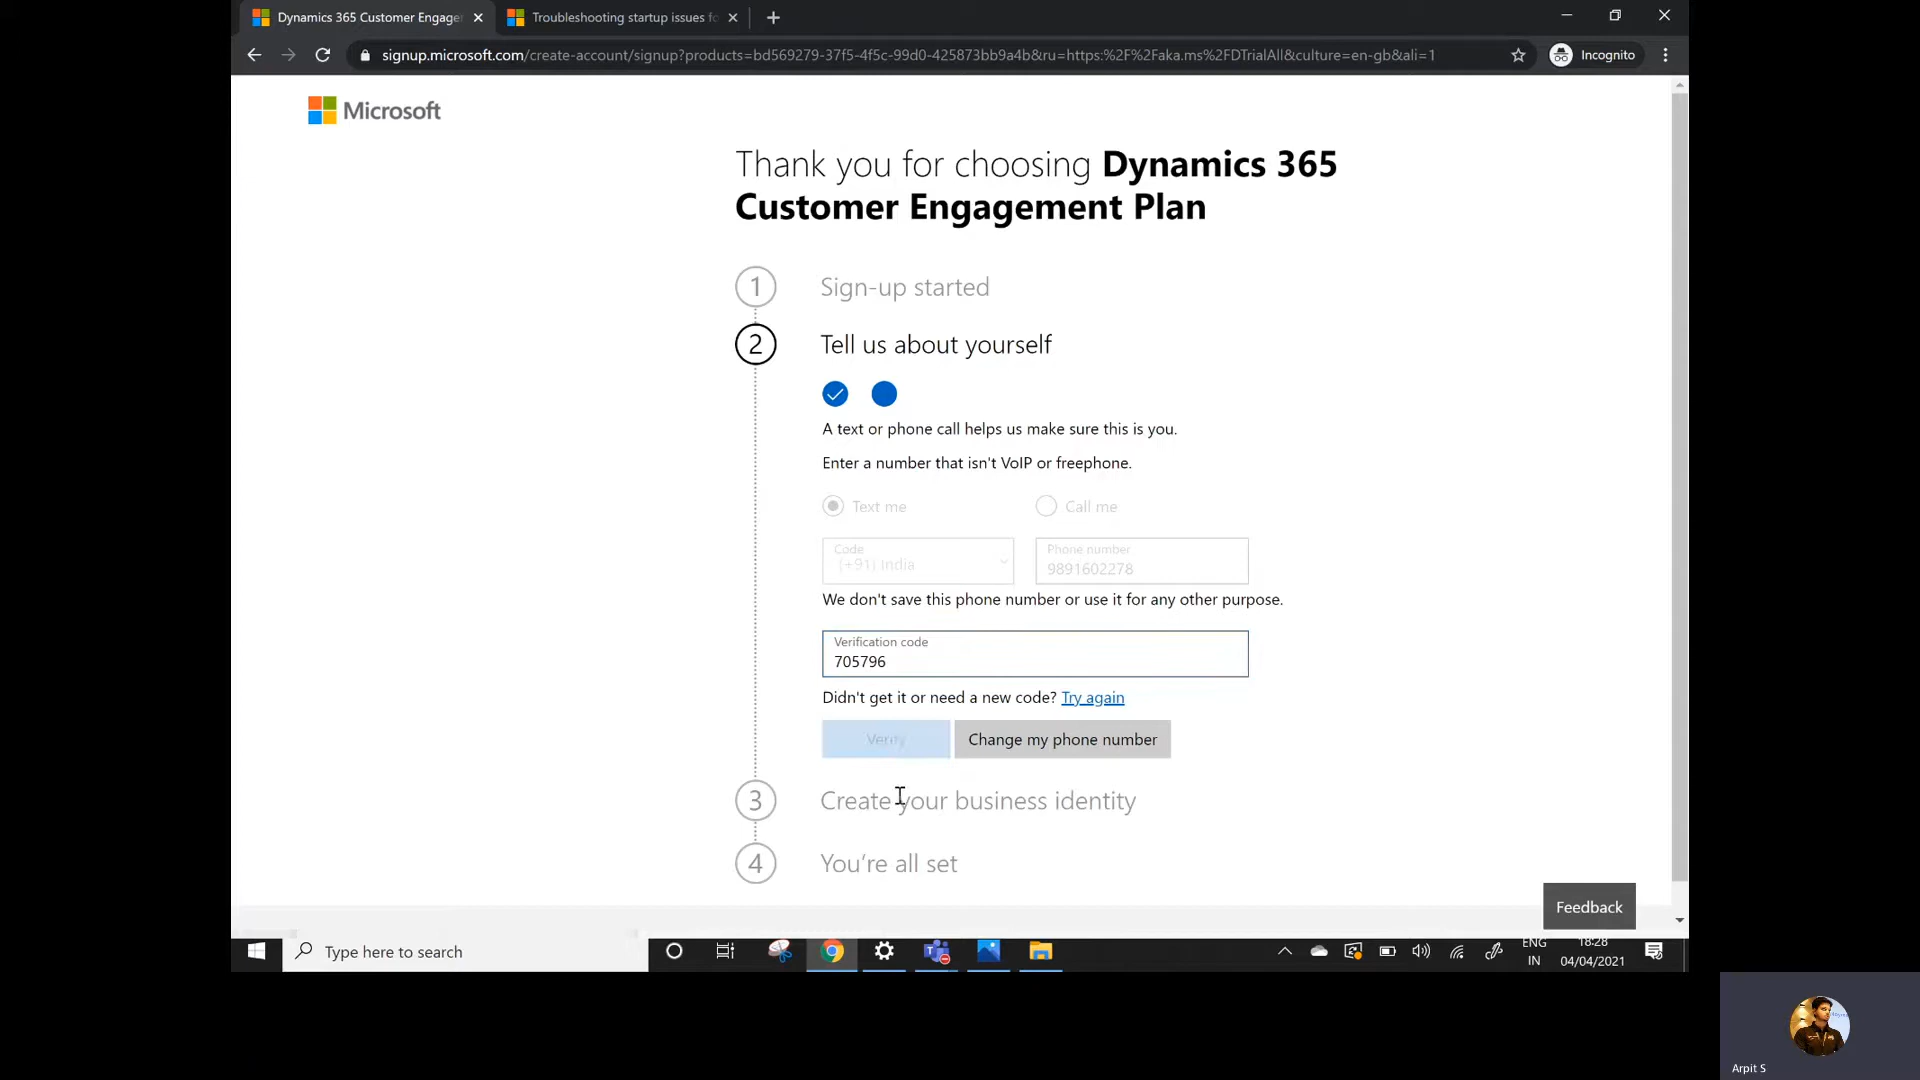 Dynamics 365 Customer Engage
Troubleshooting startup issues fo
signup.microsoft.com/create-account/signup?products=bd569279-37f5-4f5c-99d0-425873bb9a4b&ru=https:%2F%2Faka.ms%2FDTrialAll&culture=en-gb&ali=1
Incognito
Microsoft
Thank you for choosing Dynamics 365
Customer Engagement Plan
1 Sign-up started
2 Tell us about yourself
A text or phone call helps us make sure this is you.
Enter a number that isn't VoIP or freephone.
Text me Call me
Code Phone number
(+91) India 9891602278
We don't save this phone number or use it for any other purpose.
Verification code
705796
Didn't get it or need a new code? Try again
Verify Change my phone number
3 Create your business identity
4 You're all set
Feedback
Type here to search
ENG
IN
18:28
04/04/2021
Arpit S